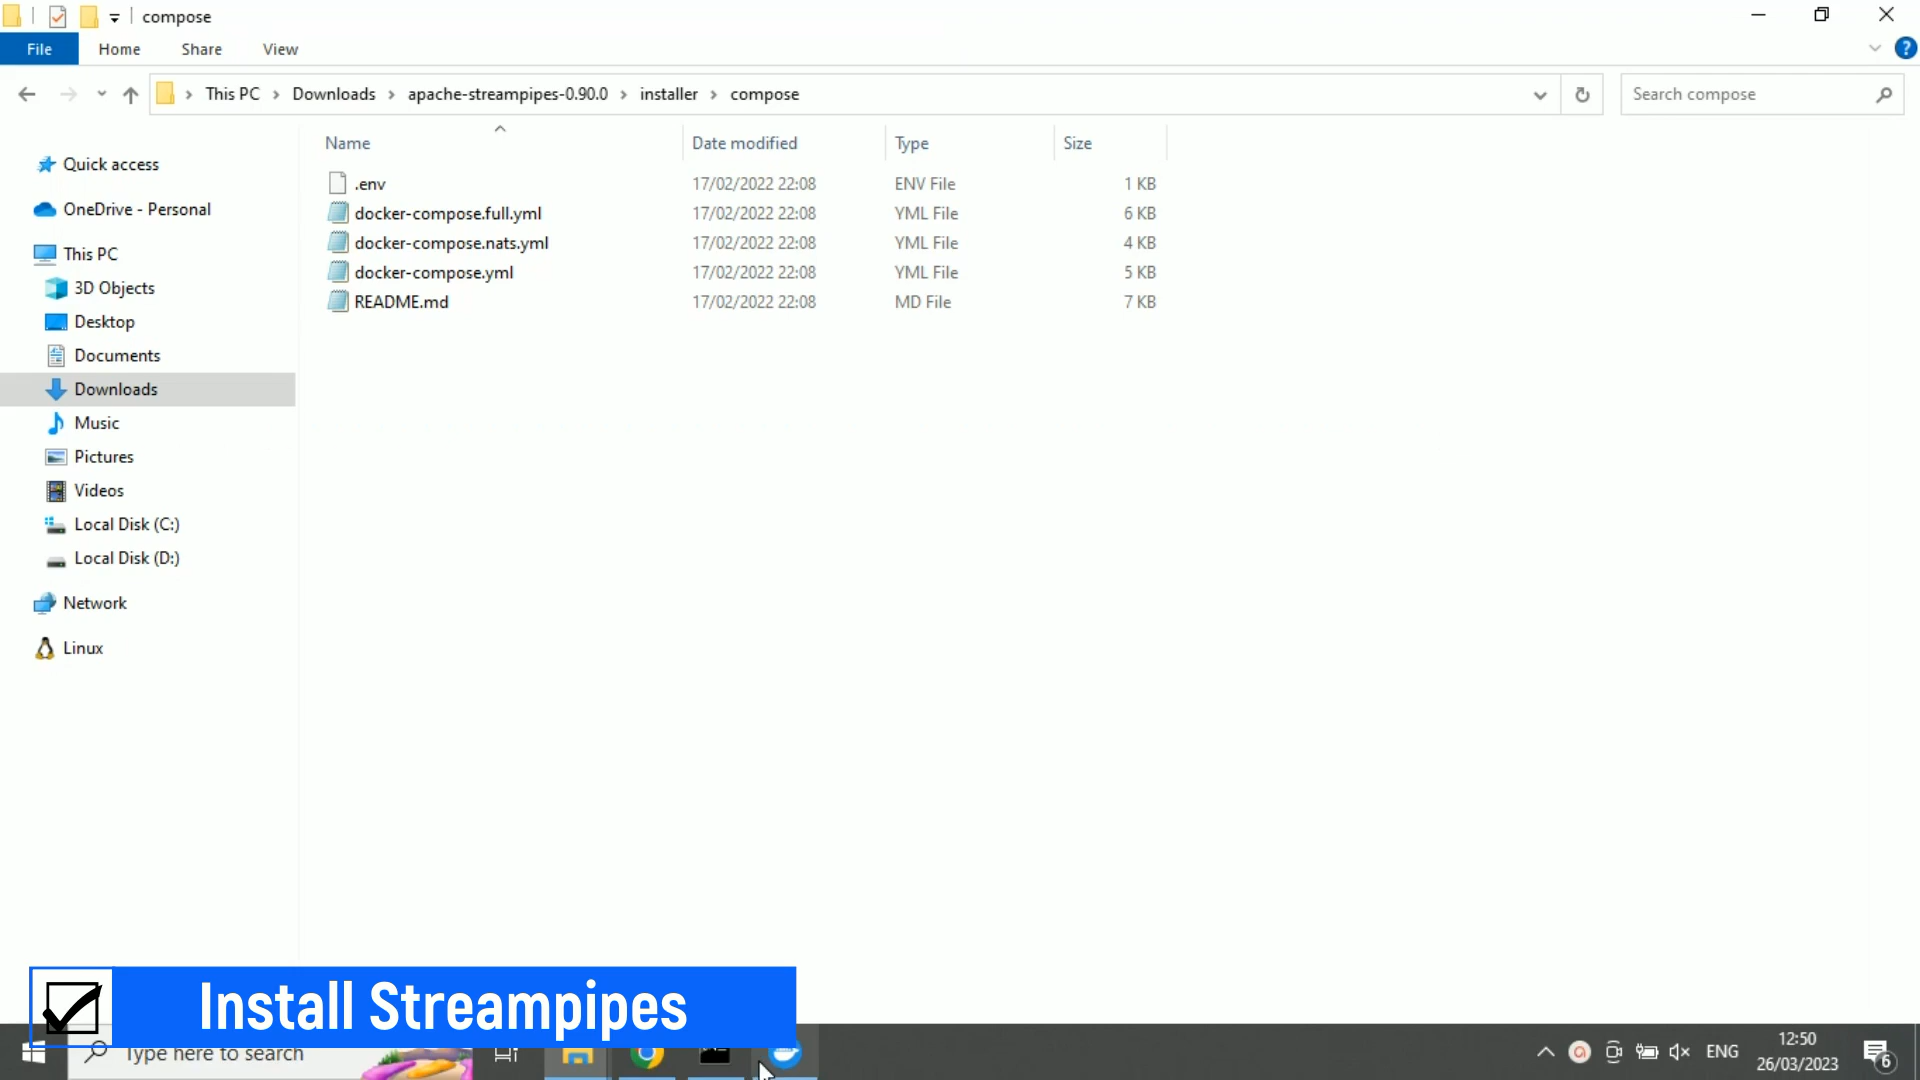 compose
File Home Share View
This PC Downloads apache-streampipes-0.90.0 installer compose
Search compose
Name Date modified Type Size
.env 17/02/2022 22:08 ENV File 1 KB
docker-compose.full.yml 17/02/2022 22:08 YML File 6 KB
docker-compose.nats.yml 17/02/2022 22:08 YML File 4 KB
docker-compose.yml 17/02/2022 22:08 YML File 5 KB
README.md 17/02/2022 22:08 MD File 7 KB
Quick access
OneDrive - Personal
This PC
3D Objects
Desktop
Documents
Downloads
Music
Pictures
Videos
Local Disk (C:)
Local Disk (D:)
Network
Linux
Install Streampipes
Type here to search
ENG
12:50
26/03/2023
6